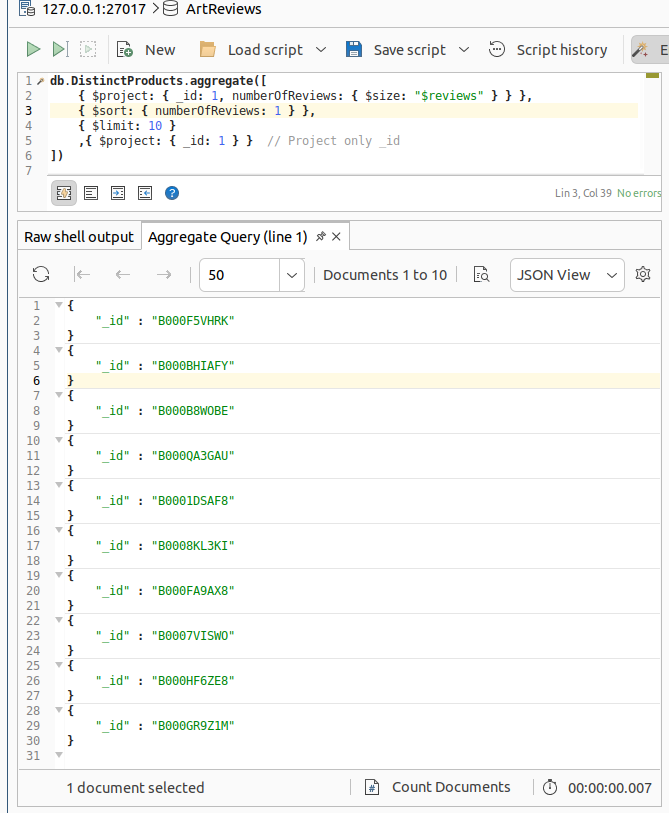 127.0.0.1:27017 > ArtReviews
New Load script Save script Script history E
1 db.DistinctProducts.aggregate([
2 { $project: { _id: 1, numberOfReviews: { $size: "$reviews" } } },
3 { $sort: { numberOfReviews: 1 } },
4 { $limit: 10 }
5 ,{ $project: { _id: 1 } } // Project only _id
6 ])
7
Lin 3, Col 39 No errors
Raw shell output Aggregate Query (line 1)
50 Documents 1 to 10 JSON View
1 {
2 "_id" : "B000F5VHRK"
3 }
4 {
5 "_id" : "B000BHIAFY"
6 }
7 {
8 "_id" : "B000B8WOBE"
9 }
10 {
11 "_id" : "B000QA3GAU"
12 }
13 {
14 "_id" : "B0001DSAF8"
15 }
16 {
17 "_id" : "B0008KL3KI"
18 }
19 {
20 "_id" : "B000FA9AX8"
21 }
22 {
23 "_id" : "B0007VISWO"
24 }
25 {
26 "_id" : "B000HF6ZE8"
27 }
28 {
29 "_id" : "B000GR9Z1M"
30 }
31
1 document selected # Count Documents 00:00:00.007